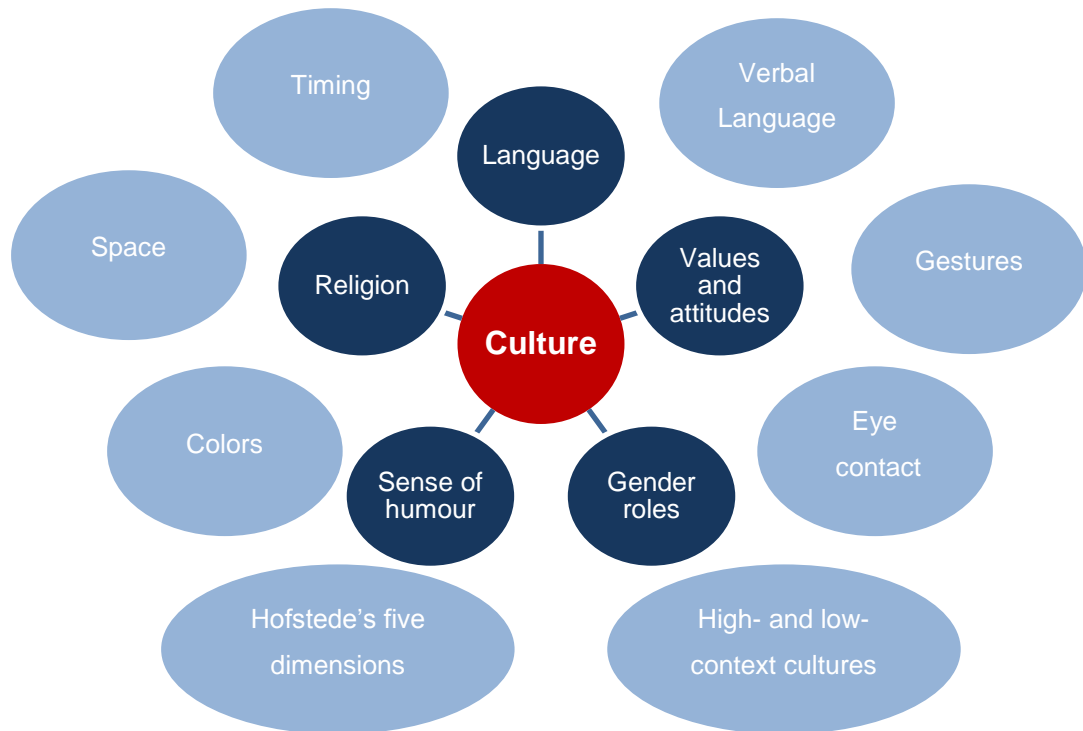 Timing
Verbal
Language
Language
Space
Religion
Values
and
attitudes
Gestures
Culture
Colors
Eye
contact
Sense of
humour
Gender
roles
Hofstede's five
dimensions
High- and low-
context cultures